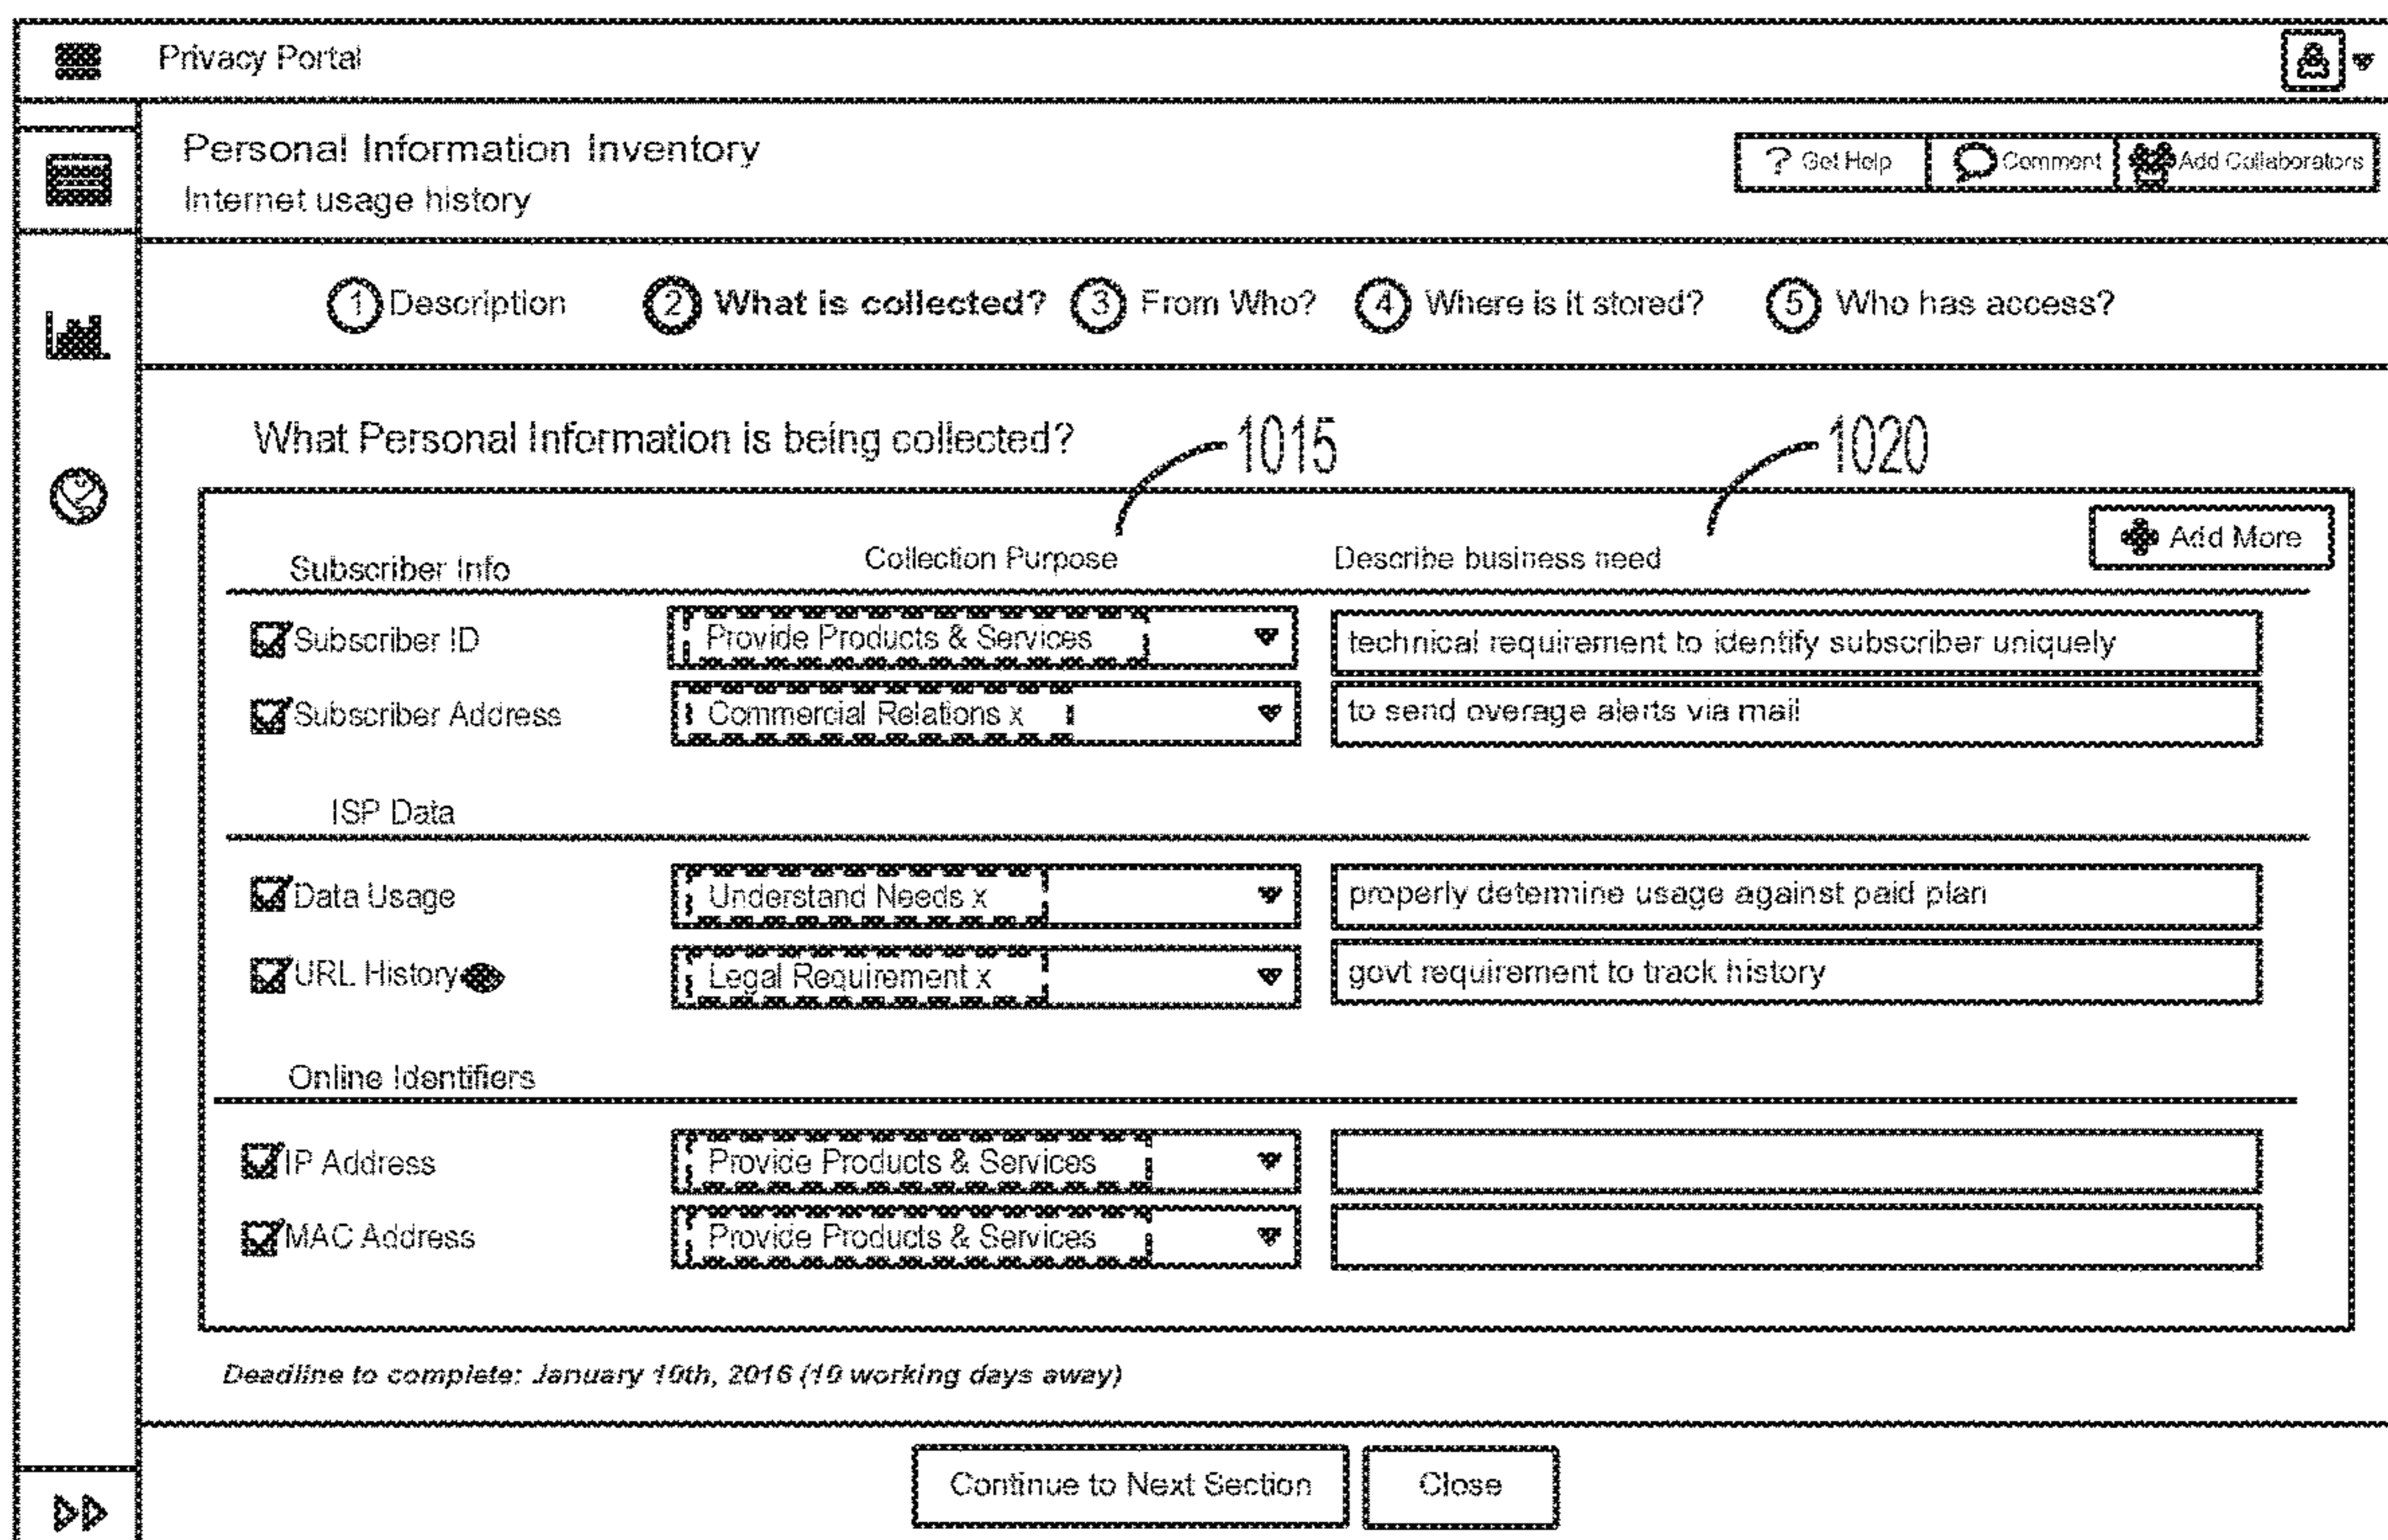 Privacy Portal
Personal Information Inventory
Internet usage history
? Get Help Comment Add Collaborators
1 Description 2 What is collected? 3 From Who? 4 Where is it stored? 5 Who has access?
What Personal Information is being collected? 1015 1020
Subscriber Info Collection Purpose Describe business need Add More
Subscriber ID Provide Products & Services technical requirement to identify subscriber uniquely
Subscriber Address Commercial Relations x to send overage alerts via mail
ISP Data
Data Usage Understand Needs x properly determine usage against paid plan
URL History Legal Requirement x govt requirement to track history
Online Identifiers
IP Address Provide Products & Services
MAC Address Provide Products & Services
Deadline to complete: January 10th, 2016 (10 working days away)
Continue to Next Section Close